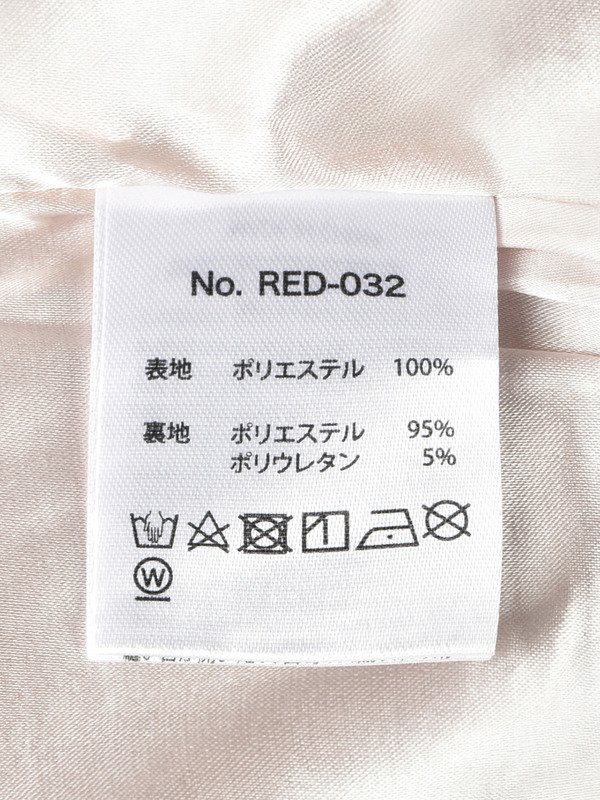 No. RED-032
表地 ポリエステル 100%
裏地 ポリエステル 95%
ポリウレタン 5%
W